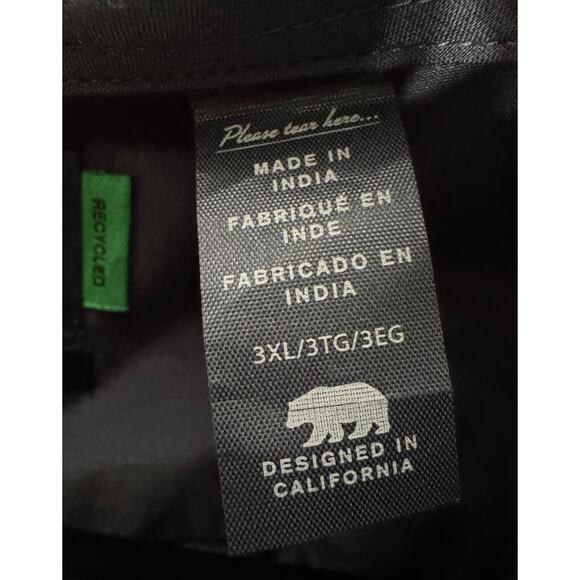 Please tear here...
MADE IN
INDIA
FABRIQUÉ EN
INDE
FABRICADO EN
INDIA
3XL/3TG/3EG
DESIGNED IN
CALIFORNIA
RECYCLED